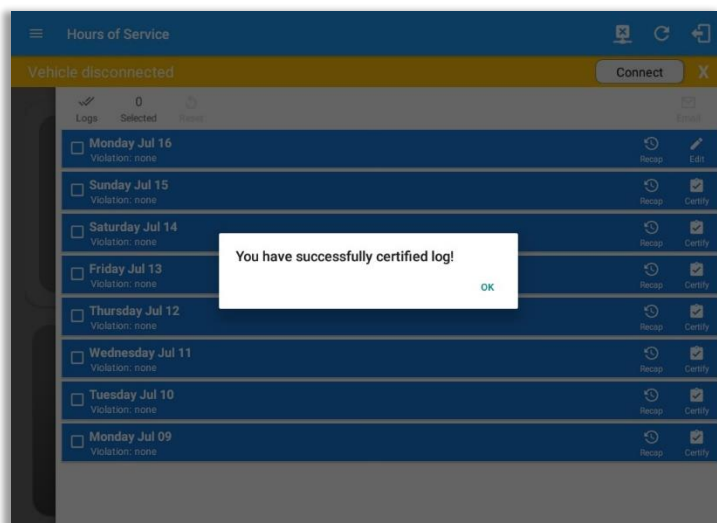 Hours of Service
Vehicle disconnected
Connect X
Logs
0
Selected
Reset
Email
Monday Jul 16
Violation: none
Recap
Edit
Sunday Jul 15
Violation: none
Recap
Certify
Saturday Jul 14
Violation: none
Recap
Certify
You have successfully certified log!
OK
Friday Jul 13
Violation: none
Recap
Certify
Thursday Jul 12
Violation: none
Recap
Certify
Wednesday Jul 11
Violation: none
Recap
Certify
Tuesday Jul 10
Violation: none
Recap
Certify
Monday Jul 09
Violation: none
Recap
Certify